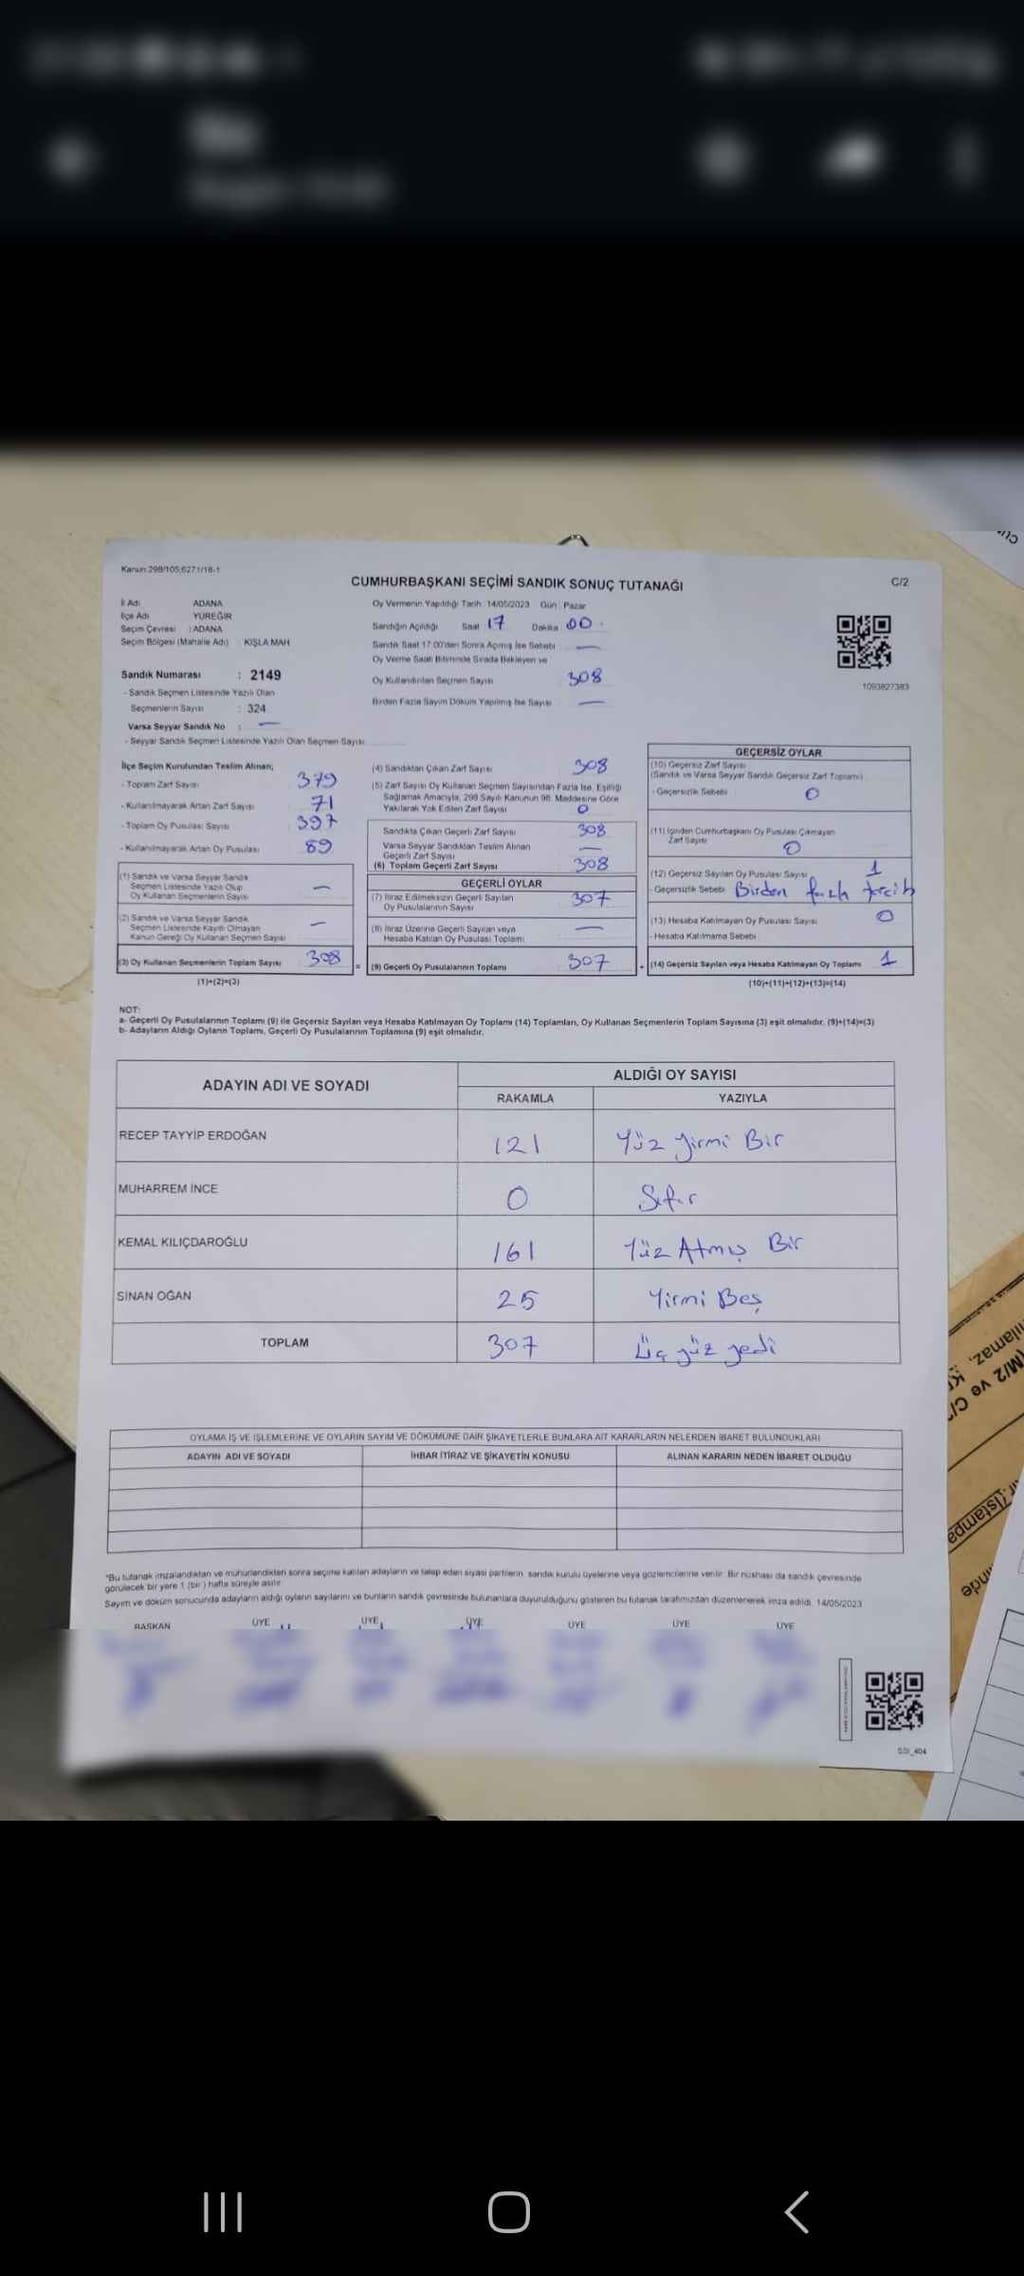 Kanun:298/105;6271/18-1
CUMHURBAŞKANI SEÇİMİ SANDIK SONUÇ TUTANAĞI
C/2
İl Adı ADANA
İlçe Adı YÜREĞİR
Seçim Çevresi : ADANA
Seçim Bölgesi (Mahalle Adı) KIŞLA MAH
Oy Vermenin Yapıldığı Tarih: 14/05/2023 Gün: Pazar
Sandığın Açıldığı Saat 17 Dakika 00
Sandık Saat 17.00'den Sonra Açılmış İse Sebebi —
Oy Verme Saati Bitiminde Sırada Bekleyen ve
Oy Kullandırılan Seçmen Sayısı 308
Birden Fazla Sayım Döküm Yapılmış İse Sayısı —
1093827383
Sandık Numarası : 2149
- Sandık Seçmen Listesinde Yazılı Olan
Seçmenlerin Sayısı : 324
Varsa Seyyar Sandık No : —
- Seyyar Sandık Seçmen Listesinde Yazılı Olan Seçmen Sayısı
İlçe Seçim Kurulundan Teslim Alınan;
- Toplam Zarf Sayısı 379
- Kullanılmayarak Artan Zarf Sayısı 71
- Toplam Oy Pusulası Sayısı 397
- Kullanılmayarak Artan Oy Pusulası 89
(1) Sandık ve Varsa Seyyar Sandık
Seçmen Listesinde Yazılı Olup
Oy Kullanan Seçmenlerin Sayısı —
(2) Sandık ve Varsa Seyyar Sandık
Seçmen Listesinde Kayıtlı Olmayan
Kanun Gereği Oy Kullanan Seçmen Sayısı —
(3) Oy Kullanan Seçmenlerin Toplam Sayısı 308
(1)+(2)=(3)
(4) Sandıktan Çıkan Zarf Sayısı 308
(5) Zarf Sayısı Oy Kullanan Seçmen Sayısından Fazla İse, Eşitliği
Sağlamak Amacıyla, 298 Sayılı Kanunun 98. Maddesine Göre
Yakılarak Yok Edilen Zarf Sayısı 0
Sandıkta Çıkan Geçerli Zarf Sayısı 308
Varsa Seyyar Sandıktan Teslim Alınan
Geçerli Zarf Sayısı —
(6) Toplam Geçerli Zarf Sayısı 308
GEÇERLİ OYLAR
(7) İtiraz Edilmeksizin Geçerli Sayılan
Oy Pusulalarının Sayısı 307
(8) İtiraz Üzerine Geçerli Sayılan veya
Hesaba Katılan Oy Pusulası Toplamı —
= (9) Geçerli Oy Pusulalarının Toplamı 307
GEÇERSİZ OYLAR
(10) Geçersiz Zarf Sayısı
(Sandık ve Varsa Seyyar Sandık Geçersiz Zarf Toplamı)
- Geçersizlik Sebebi 0
(11) İçinden Cumhurbaşkanı Oy Pusulası Çıkmayan
Zarf Sayısı 0
(12) Geçersiz Sayılan Oy Pusulası Sayısı 1
- Geçersizlik Sebebi Birden fazla tercih
(13) Hesaba Katılmayan Oy Pusulası Sayısı 0
- Hesaba Katılmama Sebebi
+ (14) Geçersiz Sayılan veya Hesaba Katılmayan Oy Toplamı 1
(10)+(11)+(12)+(13)=(14)
NOT:
a- Geçerli Oy Pusulasının Toplamı (9) ile Geçersiz Sayılan veya Hesaba Katılmayan Oy Toplamı (14) Toplamları, Oy Kullanan Seçmenlerin Toplam Sayısına (3) eşit olmalıdır. (9)+(14)=(3)
b- Adayların Aldığı Oyların Toplamı, Geçerli Oy Pusulalarının Toplamına (9) eşit olmalıdır.
ADAYIN ADI VE SOYADI
ALDIĞI OY SAYISI
RAKAMLA YAZIYLA
RECEP TAYYİP ERDOĞAN 121 Yüz yirmi Bir
MUHARREM İNCE 0 Sıfır
KEMAL KILIÇDAROĞLU 161 Yüz Atmış Bir
SİNAN OĞAN 25 Yirmi Beş
TOPLAM 307 Üç yüz yedi
OYLAMA İŞ VE İŞLEMLERİNE VE OYLARIN SAYIM VE DÖKÜMÜNE DAİR ŞİKAYETLERLE BUNLARA AİT KARARLARIN NELERDEN İBARET BULUNDUKLARI
ADAYIN ADI VE SOYADI İHBAR İTİRAZ VE ŞİKAYETİN KONUSU ALINAN KARARIN NEDEN İBARET OLDUĞU
*Bu tutanak imzalandıktan ve mühürlendikten sonra seçime katılan adayların ve talep eden siyasi partilerin sandık kurulu üyelerine veya gözlemcilerine verilir. Bir nüshası da sandık çevresinde
görülecek bir yere 1 (bir) hafta süreyle asılır.
Sayım ve döküm sonucunda adayların aldığı oyların sayılarını ve bunların sandık çevresinde bulunanlara duyurulduğunu gösteren bu tutanak tarafımızdan düzenlenerek imza edildi. 14/05/2023
BAŞKAN ÜYE ÜYE ÜYE ÜYE ÜYE ÜYE